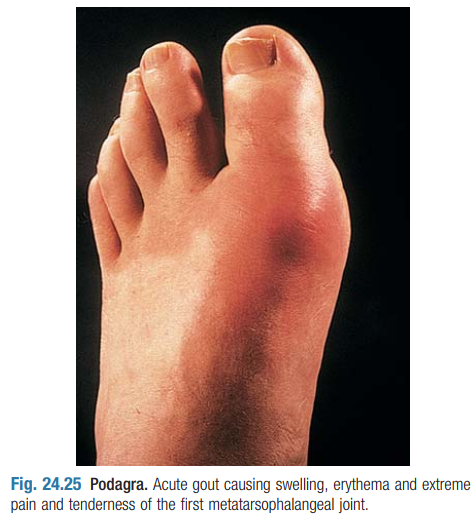 Fig. 24.25 Podagra. Acute gout causing swelling, erythema and extreme
pain and tenderness of the first metatarsophalangeal joint.